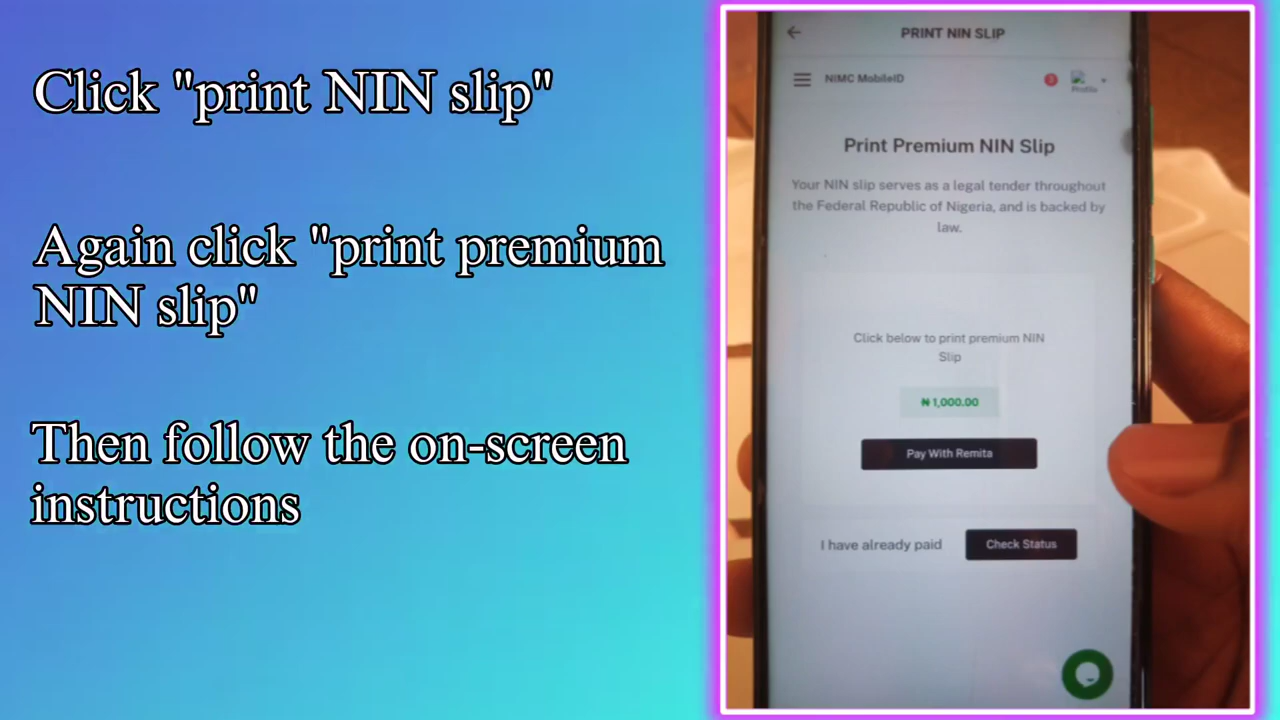 Click "print NIN slip"
Again click "print premium
NIN slip"
Then follow the on-screen
instructions
PRINT NIN SLIP
NIMC MobileID
3
Profile
Print Premium NIN Slip
Your NIN slip serves as a legal tender throughout
the Federal Republic of Nigeria, and is backed by
law.
Click below to print premium NIN
Slip
₦ 1,000.00
Pay With Remita
I have already paid
Check Status